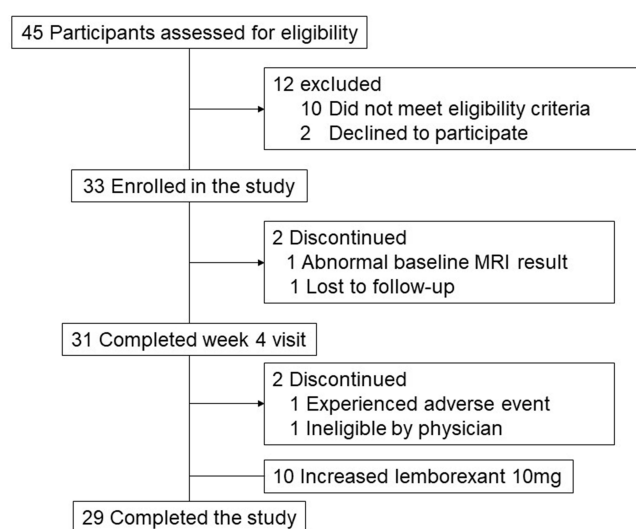 45 Participants assessed for eligibility
12 excluded
10 Did not meet eligibility criteria
2 Declined to participate
33 Enrolled in the study
2 Discontinued
1 Abnormal baseline MRI result
1 Lost to follow-up
31 Completed week 4 visit
2 Discontinued
1 Experienced adverse event
1 Ineligible by physician
10 Increased lemborexant 10mg
29 Completed the study